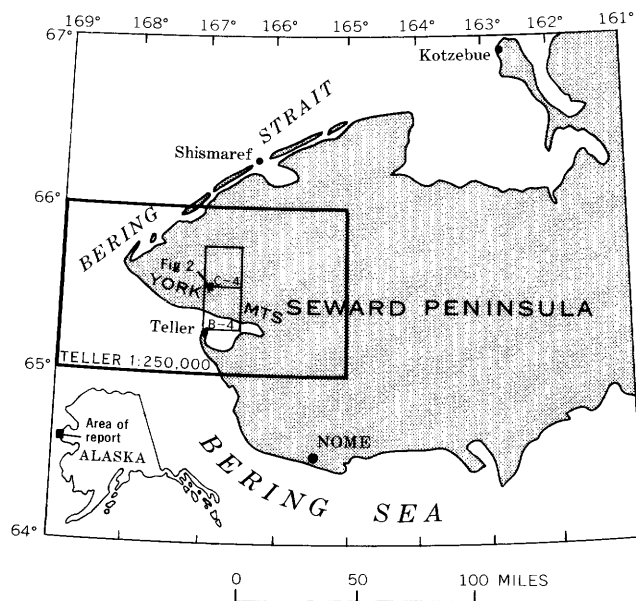 169° 168° 167° 166° 165° 164° 163° 162° 161°
67°
Kotzebue
BERING STRAIT
Shismaref
66°
Fig 2
C-4
YORK MTS
SEWARD PENINSULA
Teller
B-4
TELLER 1:250,000
65°
Area of
report
ALASKA
NOME
BERING SEA
64°
0 50 100 MILES